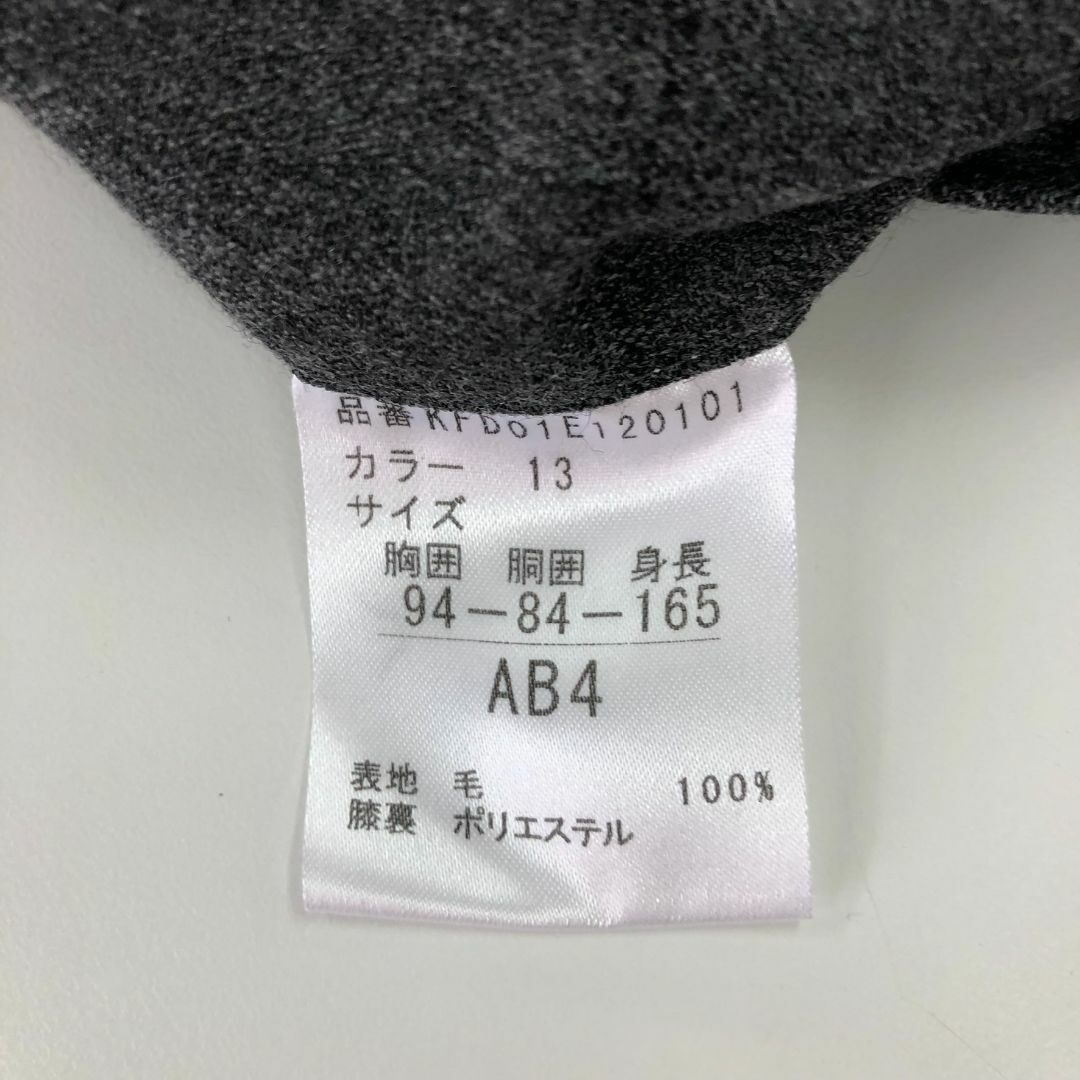 品番 KFD61E120101
カラー 13
サイズ
胸囲 胴囲 身長
94－84－165
AB4
表地 毛 100%
膝裏 ポリエステル